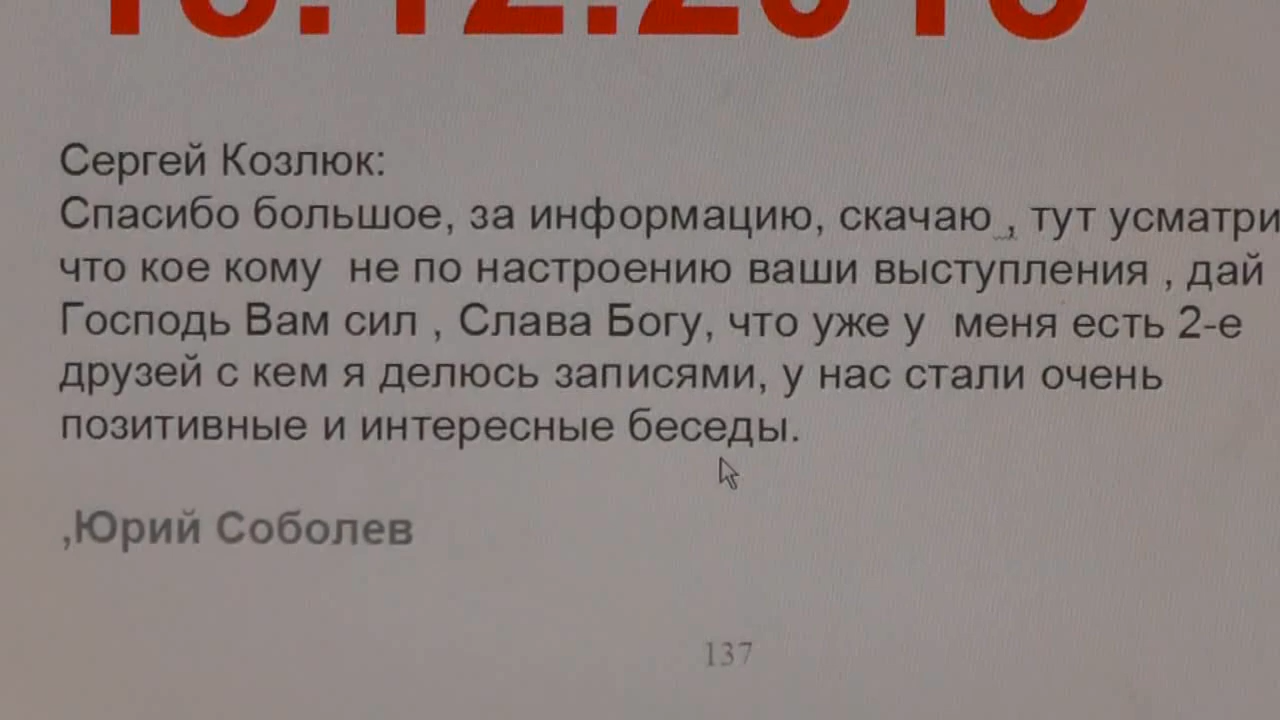 Сергей Козлюк:
Спасибо большое, за информацию, скачаю , тут усматри
что кое кому  не по настроению ваши выступления , дай
Господь Вам сил , Слава Богу, что уже у  меня есть 2-е
друзей с кем я делюсь записями, у нас стали очень
позитивные и интересные беседы.
,Юрий Соболев
137